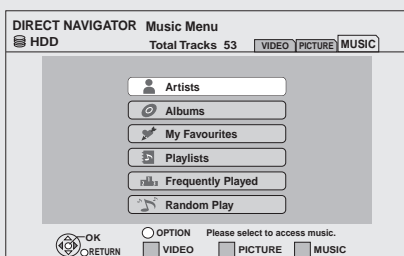 DIRECT NAVIGATOR Music Menu
HDD Total Tracks 53 VIDEO PICTURE MUSIC
Artists
Albums
My Favourites
Playlists
Frequently Played
Random Play
OK OPTION Please select to access music.
RETURN VIDEO PICTURE MUSIC